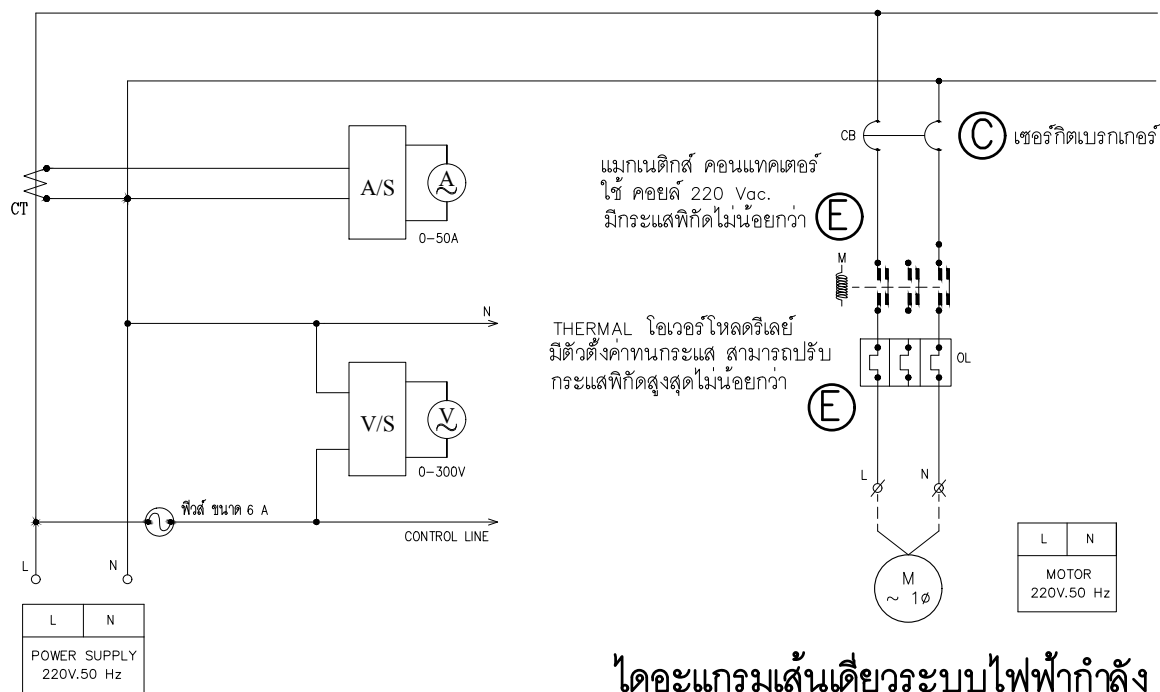 CT
A/S
A
0-50A
N
V/S
V
0-300V
ฟิวส์ ขนาด 6 A
CONTROL LINE
L
N
L N
POWER SUPPLY
220V.50 Hz
CB
C
เซอร์กิตเบรกเกอร์
แมกเนติกส์ คอนแทคเตอร์
ใช้ คอยล์ 220 Vac.
มีกระแสพิกัดไม่น้อยกว่า
E
M
THERMAL โอเวอร์โหลดรีเลย์
มีตัวตั้งค่าทนกระแส สามารถปรับ
กระแสพิกัดสูงสุดไม่น้อยกว่า
E
OL
L
N
M
~ 1ø
L N
MOTOR
220V.50 Hz
ไดอะแกรมเส้นเดี่ยวระบบไฟฟ้ากำลัง